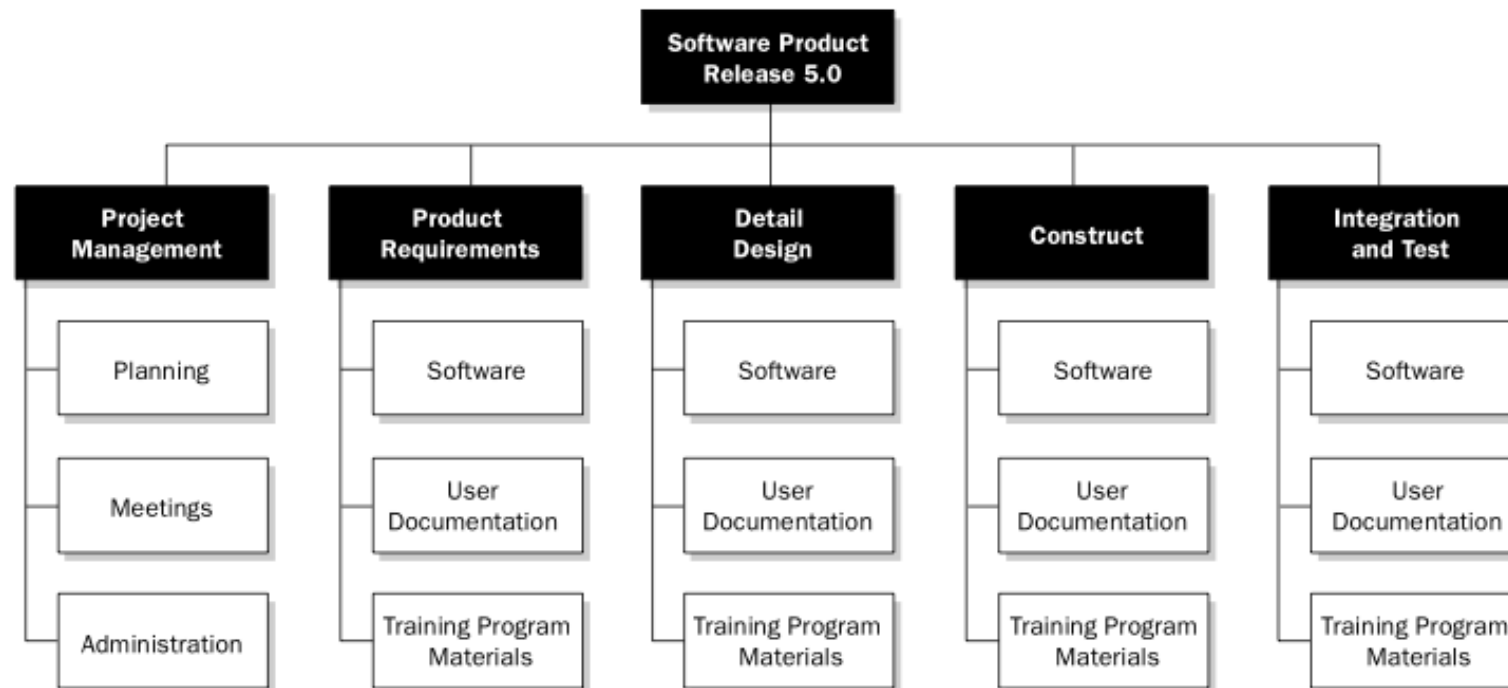 Software Product
Release 5.0
Project
Management
Product
Requirements
Detail
Design
Construct
Integration
and Test
Planning
Software
Software
Software
Software
Meetings
User
Documentation
User
Documentation
User
Documentation
User
Documentation
Administration
Training Program
Materials
Training Program
Materials
Training Program
Materials
Training Program
Materials